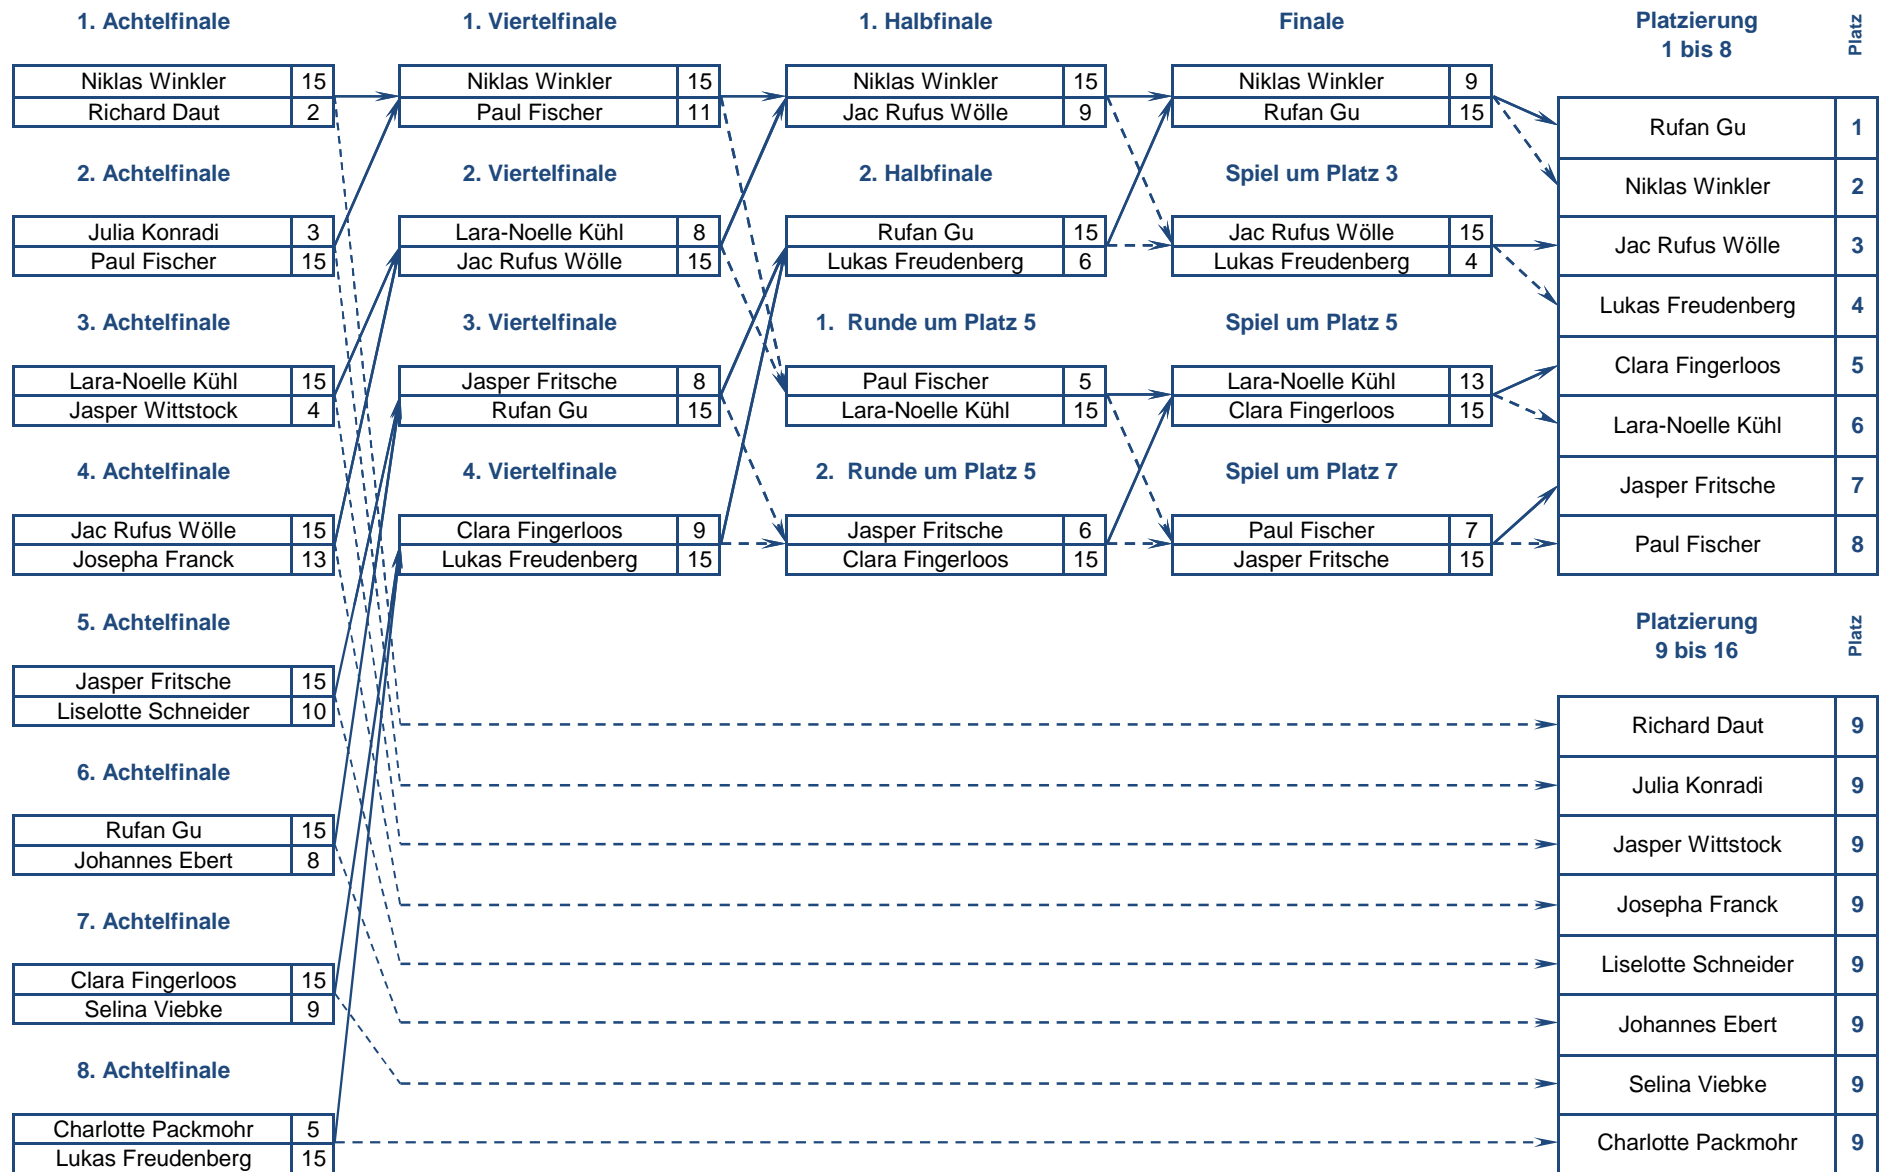 1. Achtelfinale
Niklas Winkler 15
Richard Daut 2
2. Achtelfinale
Julia Konradi 3
Paul Fischer 15
3. Achtelfinale
Lara-Noelle Kühl 15
Jasper Wittstock 4
4. Achtelfinale
Jac Rufus Wölle 15
Josepha Franck 13
5. Achtelfinale
Jasper Fritsche 15
Liselotte Schneider 10
6. Achtelfinale
Rufan Gu 15
Johannes Ebert 8
7. Achtelfinale
Clara Fingerloos 15
Selina Viebke 9
8. Achtelfinale
Charlotte Packmohr 5
Lukas Freudenberg 15
1. Viertelfinale
Niklas Winkler 15
Paul Fischer 11
2. Viertelfinale
Lara-Noelle Kühl 8
Jac Rufus Wölle 15
3. Viertelfinale
Jasper Fritsche 8
Rufan Gu 15
4. Viertelfinale
Clara Fingerloos 9
Lukas Freudenberg 15
1. Halbfinale
Niklas Winkler 15
Jac Rufus Wölle 9
2. Halbfinale
Rufan Gu 15
Lukas Freudenberg 6
1. Runde um Platz 5
Paul Fischer 5
Lara-Noelle Kühl 15
2. Runde um Platz 5
Jasper Fritsche 6
Clara Fingerloos 15
Finale
Niklas Winkler 9
Rufan Gu 15
Spiel um Platz 3
Jac Rufus Wölle 15
Lukas Freudenberg 4
Spiel um Platz 5
Lara-Noelle Kühl 13
Clara Fingerloos 15
Spiel um Platz 7
Paul Fischer 7
Jasper Fritsche 15
Platzierung
1 bis 8
Platz
Rufan Gu 1
Niklas Winkler 2
Jac Rufus Wölle 3
Lukas Freudenberg 4
Clara Fingerloos 5
Lara-Noelle Kühl 6
Jasper Fritsche 7
Paul Fischer 8
Platzierung
9 bis 16
Platz
Richard Daut 9
Julia Konradi 9
Jasper Wittstock 9
Josepha Franck 9
Liselotte Schneider 9
Johannes Ebert 9
Selina Viebke 9
Charlotte Packmohr 9